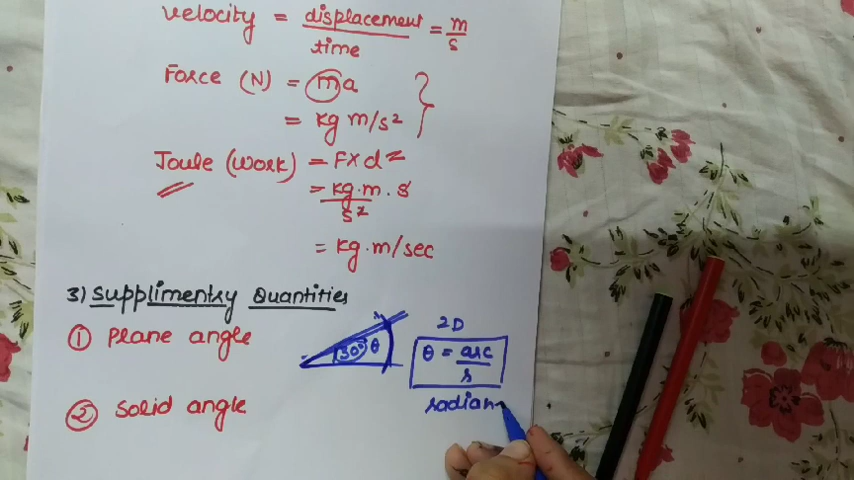 velocity = displacement/time = m/s
Force (N) = ma
= kg m/s²
Joule (work) = F×d
= kg.m/s² . s
= kg.m/sec
3) Supplimentry Quantities
① plane angle
30° θ
2D
θ = arc/r
radian
② solid angle